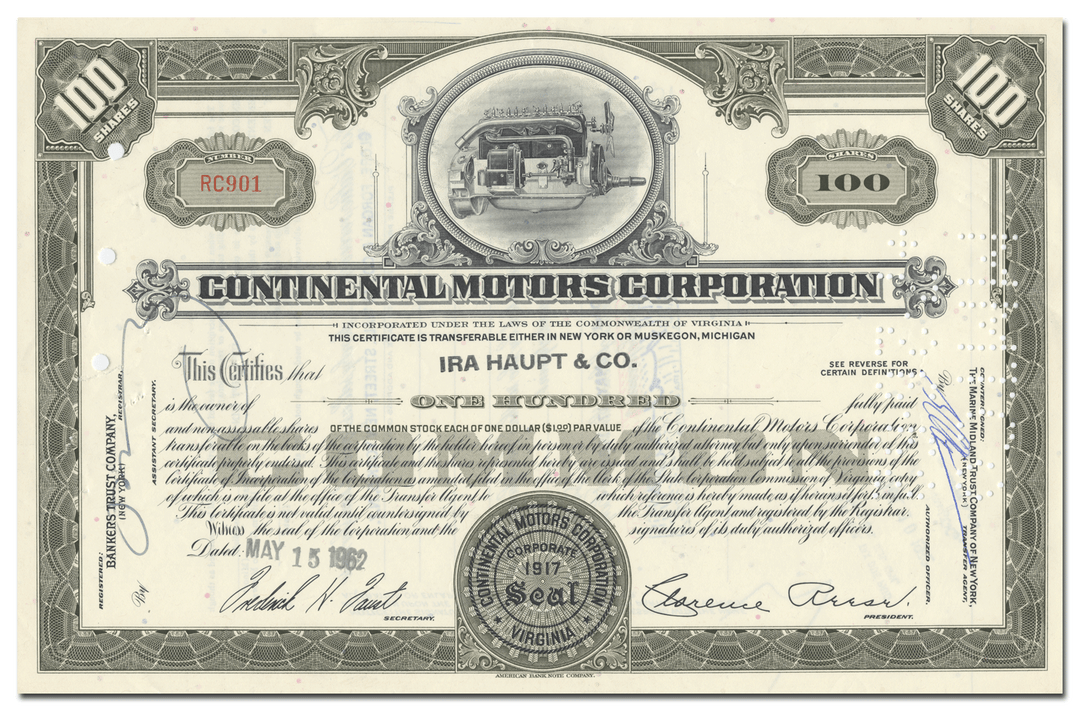 100 SHARES
100 SHARES
NUMBER
RC901
SHARES
100
CONTINENTAL MOTORS CORPORATION
INCORPORATED UNDER THE LAWS OF THE COMMONWEALTH OF VIRGINIA
THIS CERTIFICATE IS TRANSFERABLE EITHER IN NEW YORK OR MUSKEGON, MICHIGAN
This Certifies that
IRA HAUPT & CO.
SEE REVERSE FOR
CERTAIN DEFINITIONS
is the owner of
ONE HUNDRED
fully paid
and non-assessable shares OF THE COMMON STOCK EACH OF ONE DOLLAR ($1.00) PAR VALUE of the Continental Motors Corporation
transferable on the books of the Corporation by the holder hereof in person or by duly authorized attorney but only upon surrender of this
certificate properly endorsed. This certificate and the shares represented hereby are issued and shall be held subject to all the provisions of the
Certificate of Incorporation of the Corporation as amended filed in the office of the Clerk of the State Corporation Commission of Virginia, copy
of which is on file at the office of the Transfer Agent, to which reference is hereby made as if herein set forth in full.
This certificate is not valid until countersigned by the Transfer Agent and registered by the Registrar.
Witness the seal of the Corporation and the signatures of its duly authorized officers.
COMMON
Dated: MAY 15 1962
Frederick H. Faust
SECRETARY.
CONTINENTAL MOTORS CORPORATION
CORPORATE
1917
Seal
VIRGINIA
Clarence Reese.
PRESIDENT.
REGISTERED:
BANKERS TRUST COMPANY,
(NEW YORK) REGISTRAR,
By
ASSISTANT SECRETARY.
COUNTERSIGNED:
THE MARINE MIDLAND TRUST COMPANY OF NEW YORK,
(NEW YORK) TRANSFER AGENT,
By
AUTHORIZED OFFICER.
AMERICAN BANK NOTE COMPANY.